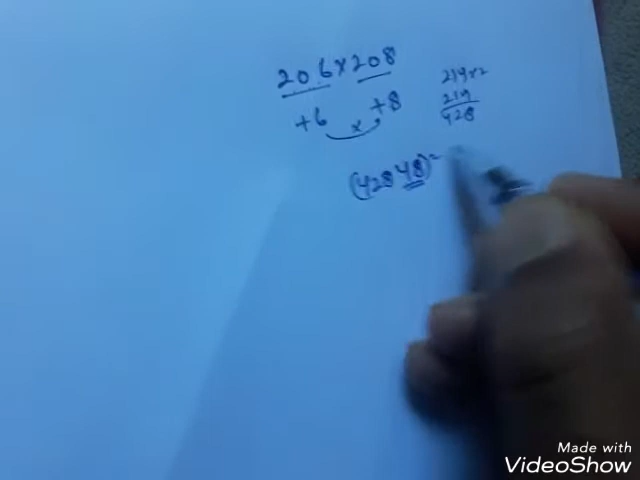 206x208
+6 x +8
214x2
214
428
(42848)
Made with
VideoShow